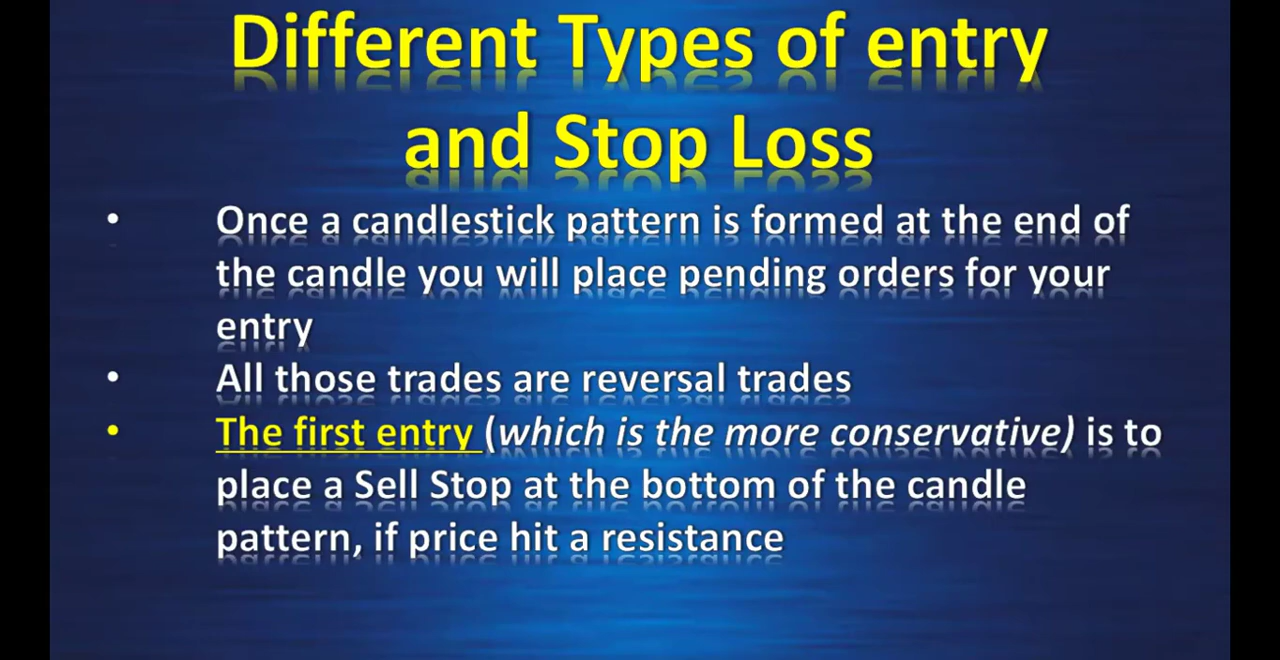 Different Types of entry
and Stop Loss
• Once a candlestick pattern is formed at the end of
the candle you will place pending orders for your
entry
• All those trades are reversal trades
• The first entry (which is the more conservative) is to
place a Sell Stop at the bottom of the candle
pattern, if price hit a resistance